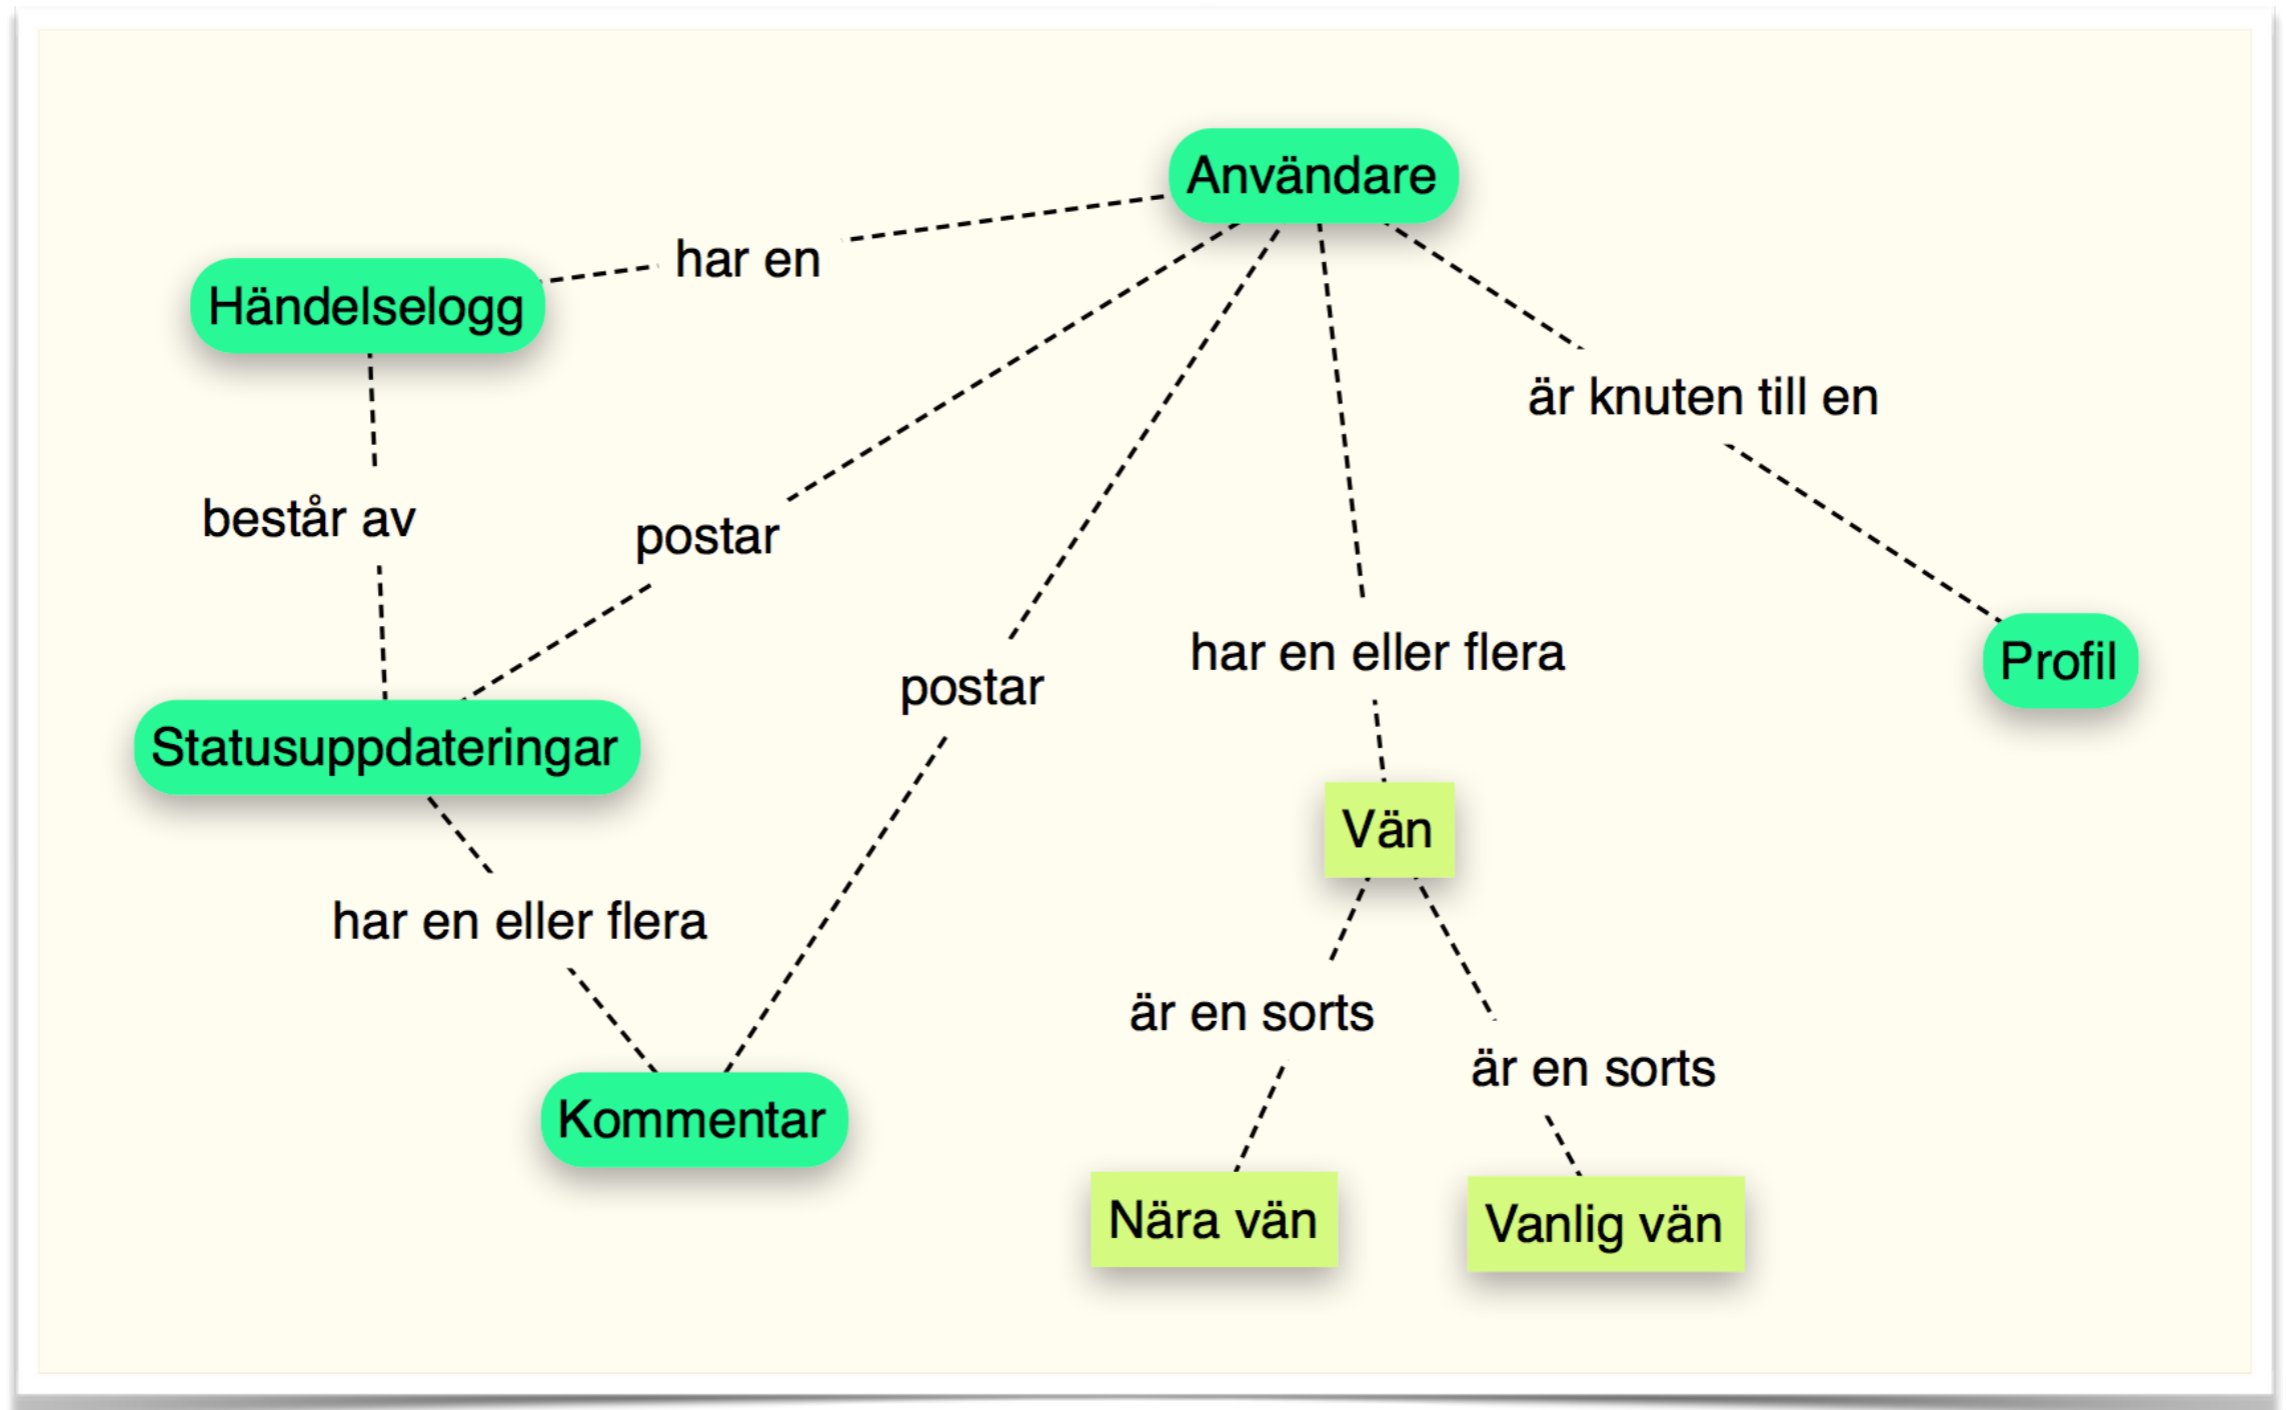 Användare
har en
Händelselogg
är knuten till en
består av
postar
har en eller flera
Profil
postar
Statusuppdateringar
Vän
har en eller flera
är en sorts
är en sorts
Kommentar
Nära vän
Vanlig vän